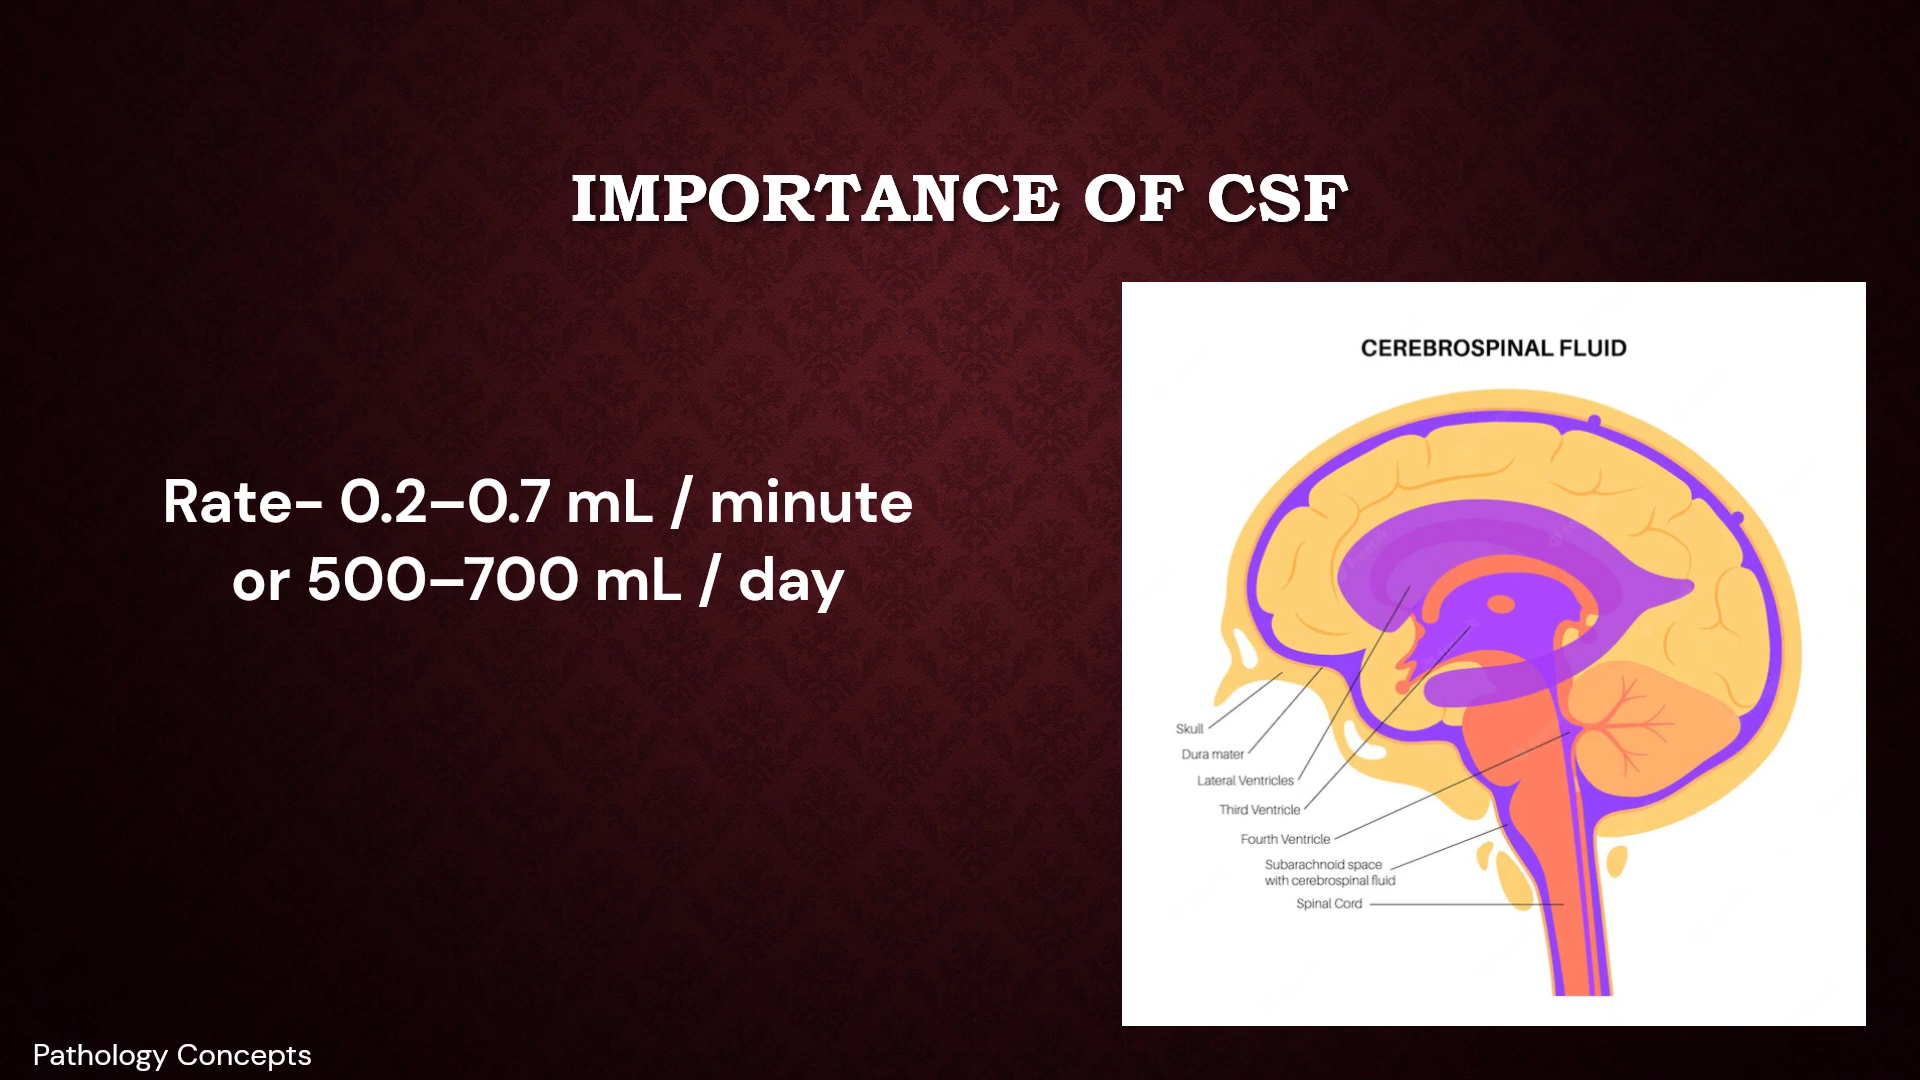 IMPORTANCE OF CSF
Rate- 0.2–0.7 mL / minute
or 500–700 mL / day
CEREBROSPINAL FLUID
Skull
Dura mater
Lateral Ventricles
Third Ventricle
Fourth Ventricle
Subarachnoid space
with cerebrospinal fluid
Spinal Cord
Pathology Concepts